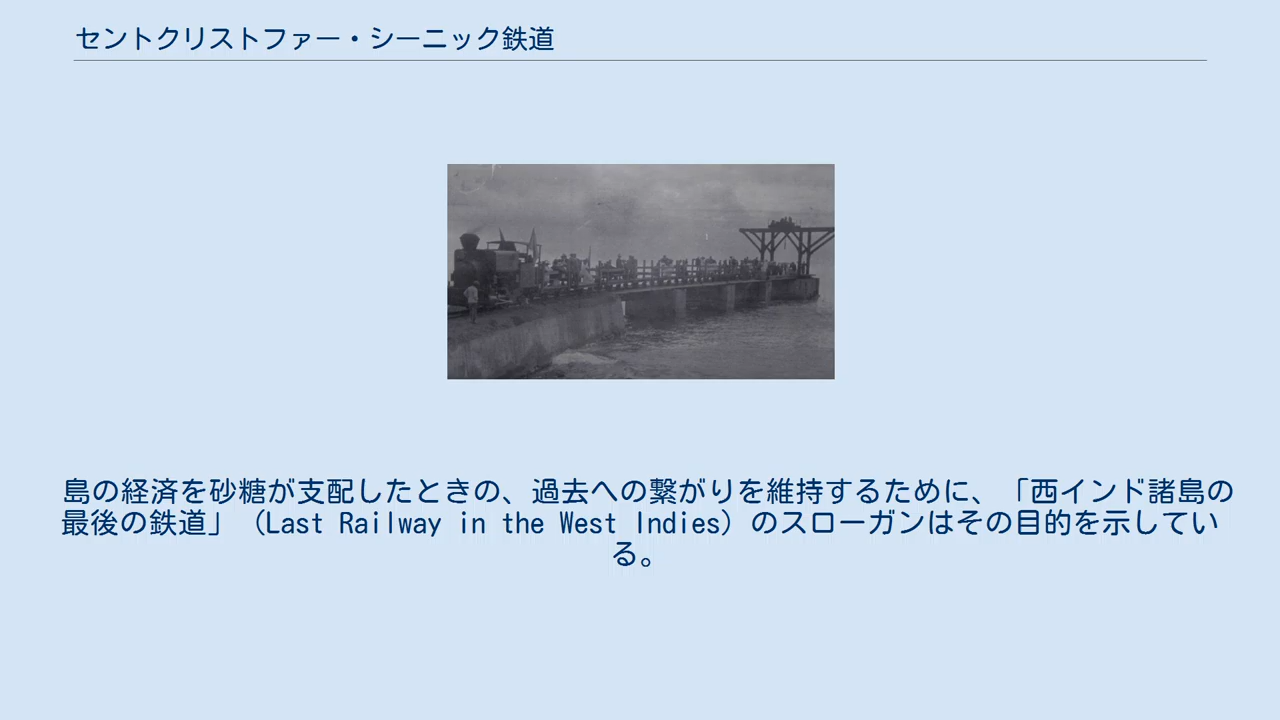 セントクリストファー・シーニック鉄道
島の経済を砂糖が支配したときの、過去への繋がりを維持するために、「西インド諸島の
最後の鉄道」（Last Railway in the West Indies）のスローガンはその目的を示してい
る。